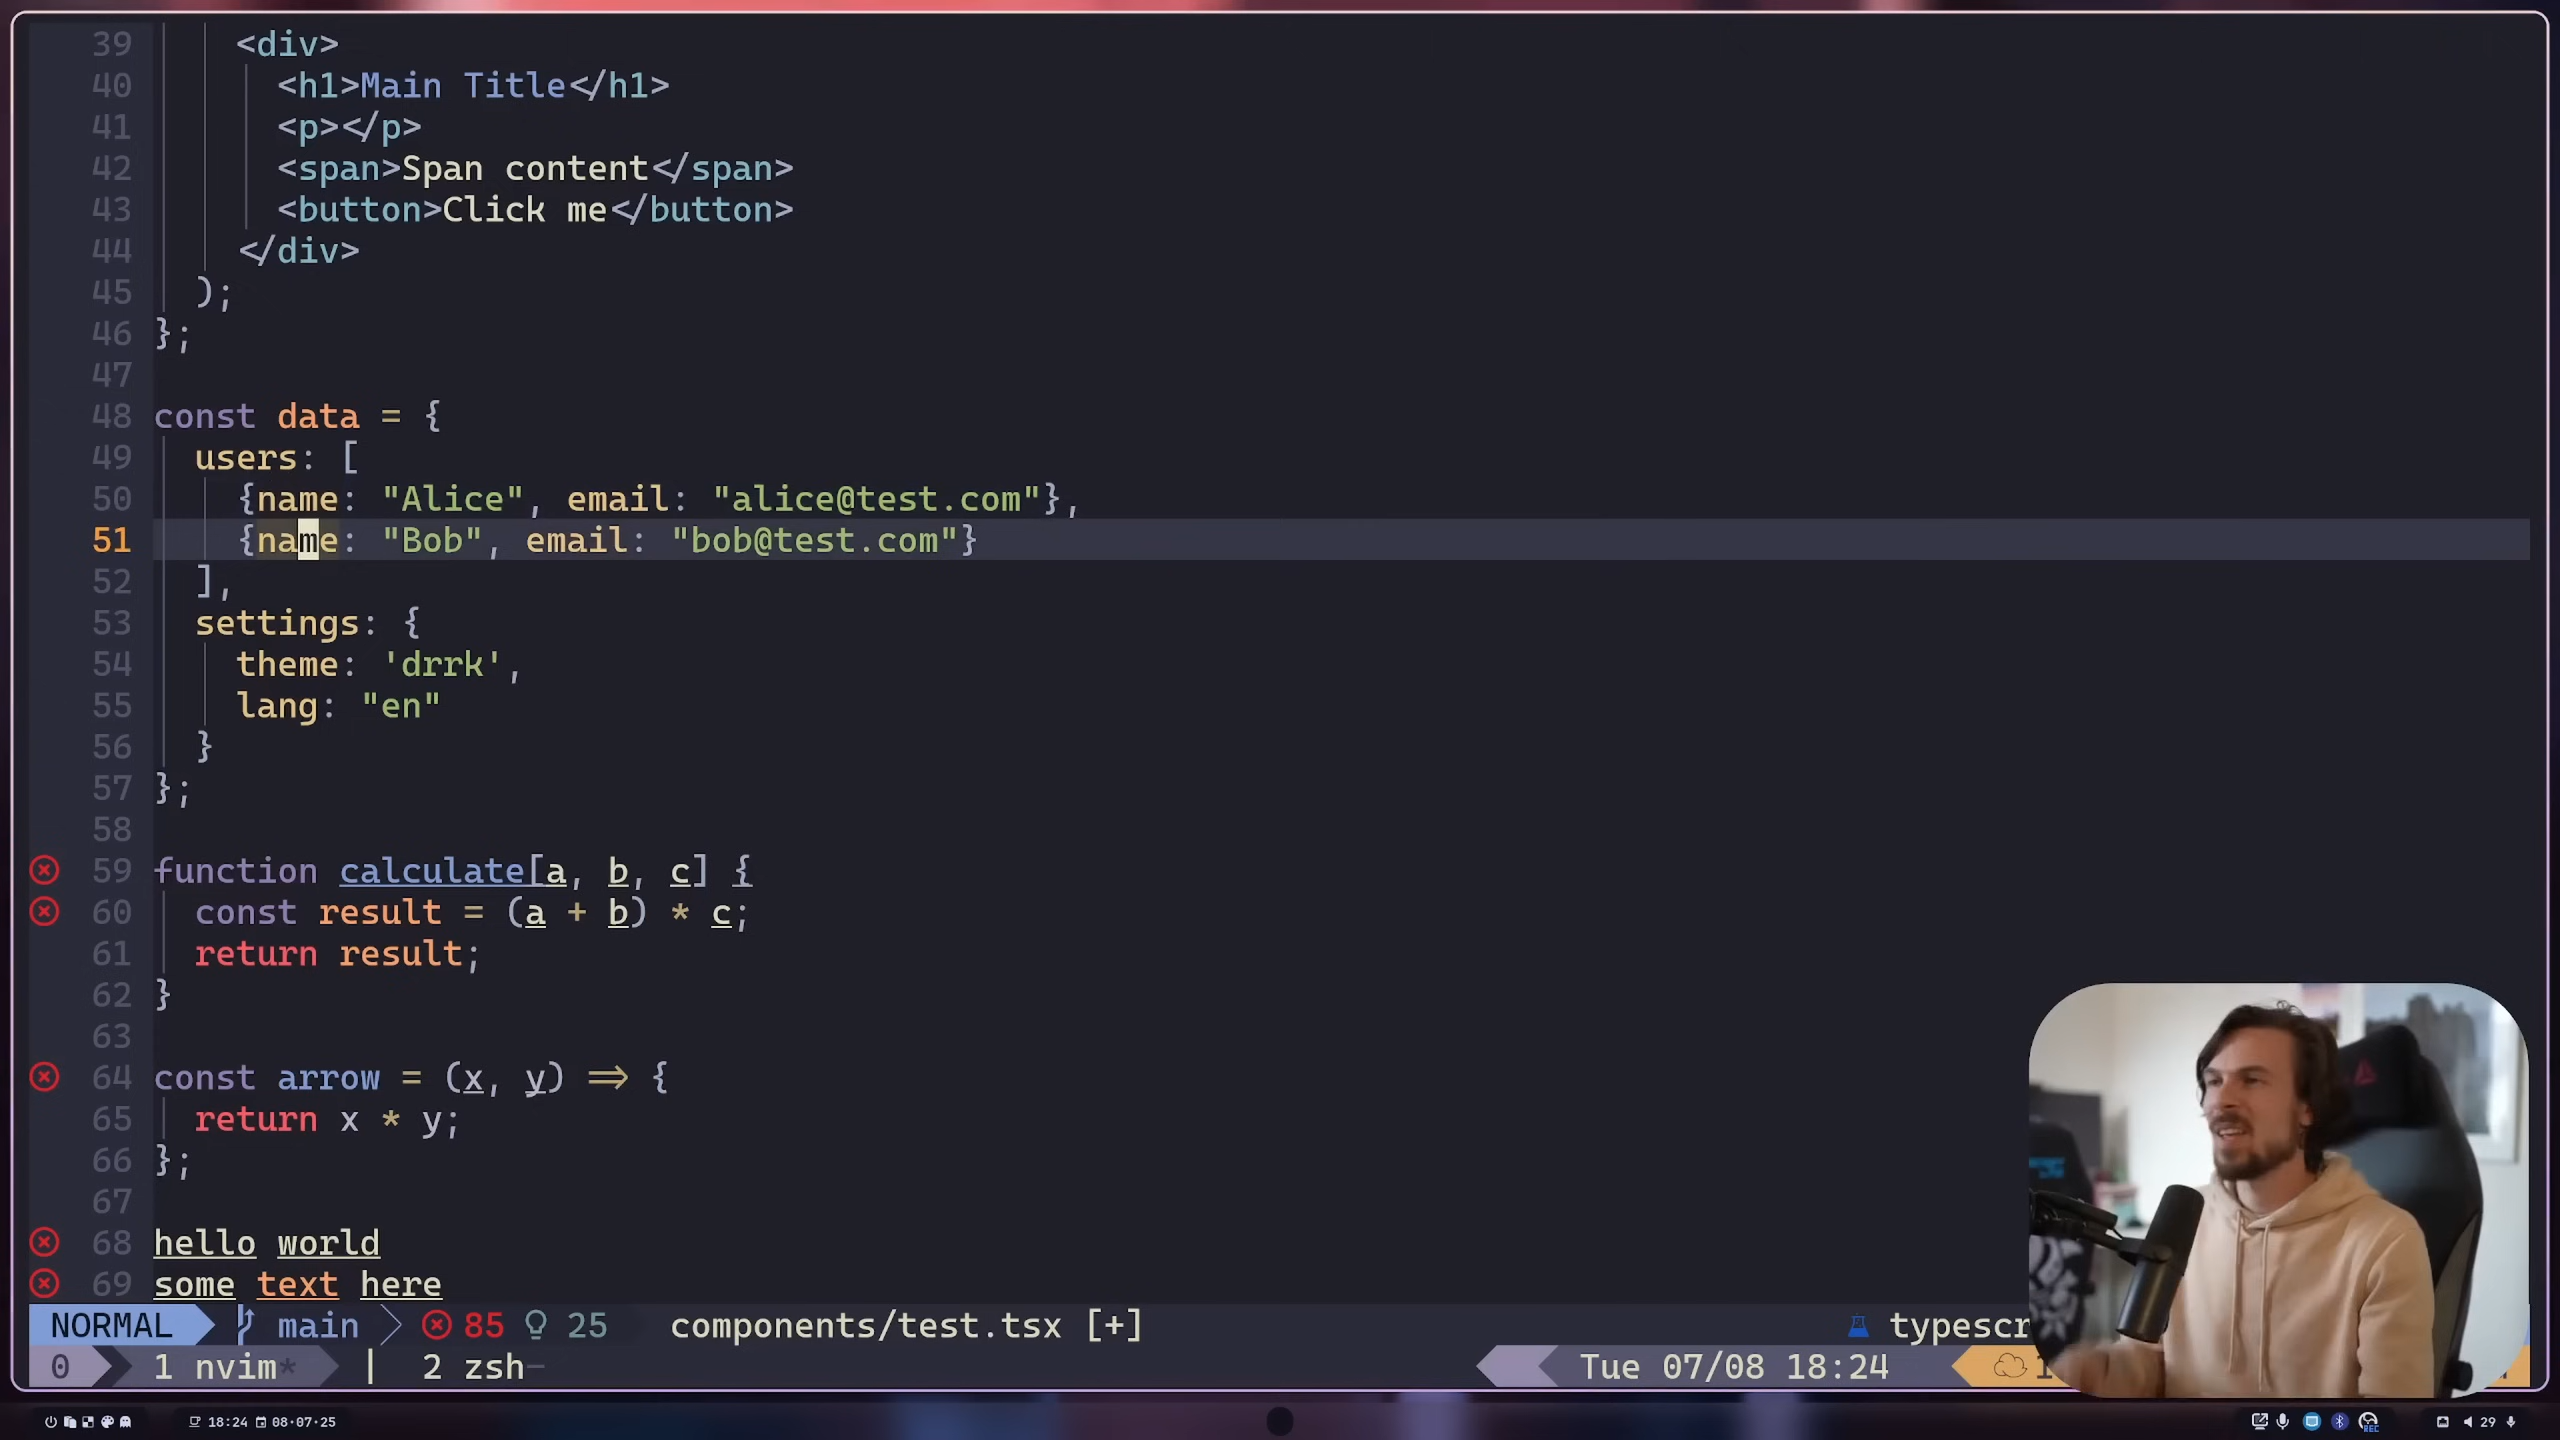 39 <div>
40 <h1>Main Title</h1>
41 <p></p>
42 <span>Span content</span>
43 <button>Click me</button>
44 </div>
45 );
46 };
47
48 const data = {
49 users: [
50 {name: "Alice", email: "alice@test.com"},
51 {name: "Bob", email: "bob@test.com"}
52 ],
53 settings: {
54 theme: 'drrk',
55 lang: "en"
56 }
57 };
58
59 function calculate[a, b, c] {
60 const result = (a + b) * c;
61 return result;
62 }
63
64 const arrow = (x, y) => {
65 return x * y;
66 };
67
68 hello world
69 some text here
NORMAL main 85 25 components/test.tsx [+] typescr
0 1 nvim* | 2 zsh- Tue 07/08 18:24
18:24 08·07·25 REC 29